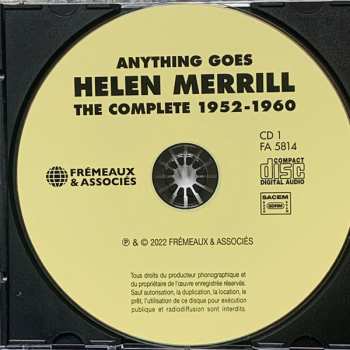 ANYTHING GOES
HELEN MERRILL
THE COMPLETE 1952-1960
CD 1
FA 5814
FRÉMEAUX
& ASSOCIÉS
COMPACT
disc
DIGITAL AUDIO
SACEM
℗ & © 2022 FRÉMEAUX & ASSOCIÉS
Tous droits du producteur phonographique et
du propriétaire de l'œuvre enregistrée réservés.
Sauf autorisation, la duplication, la location, le
prêt, l'utilisation de ce disque pour exécution
publique et radiodiffusion sont interdits.